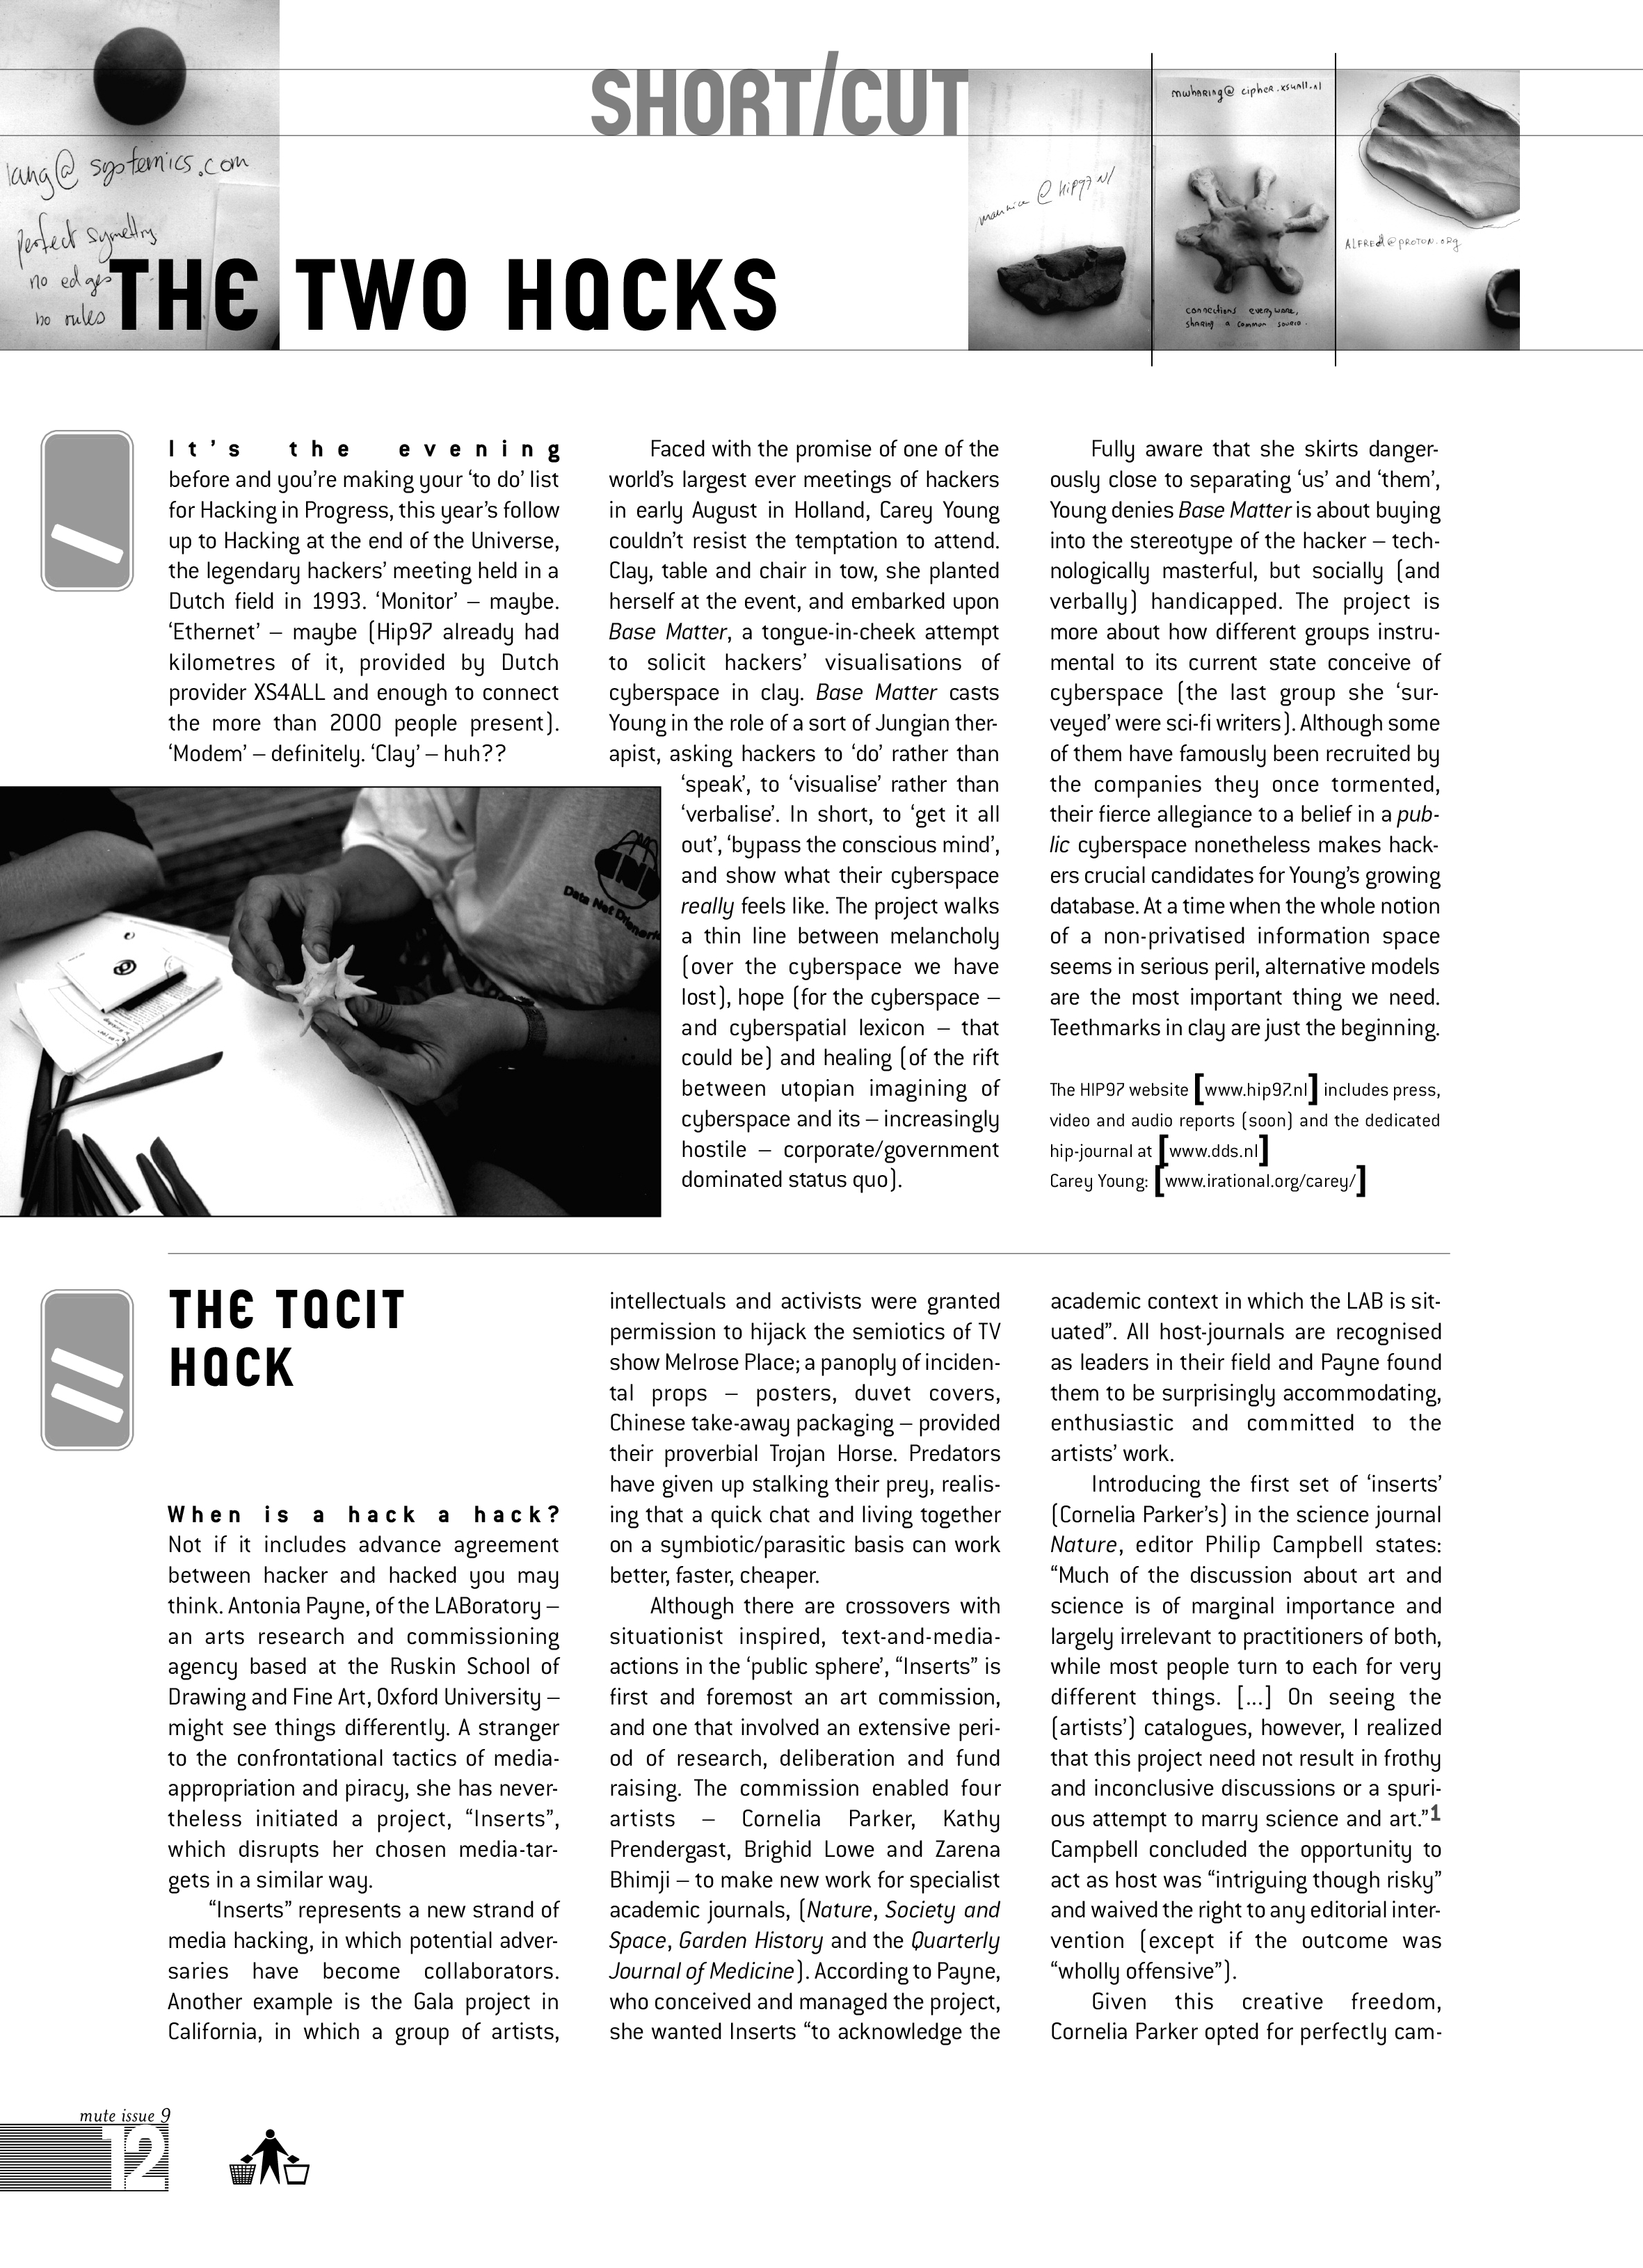 SHORT/CUT
lang@systemics.com
perfect symettry
no edges
no rules
maurice@hip97.nl
mwharing@cipher.xs4all.nl
connections everyware,
sharing a common source.
ALFRED@PROTON.org
THE TWO HACKS
It’s the evening
before and you’re making your ‘to do’ list
for Hacking in Progress, this year’s follow
up to Hacking at the end of the Universe,
the legendary hackers’ meeting held in a
Dutch field in 1993. ‘Monitor’ – maybe.
‘Ethernet’ – maybe (Hip97 already had
kilometres of it, provided by Dutch
provider XS4ALL and enough to connect
the more than 2000 people present).
‘Modem’ – definitely. ‘Clay’ – huh??
Data Not Di
Faced with the promise of one of the
world’s largest ever meetings of hackers
in early August in Holland, Carey Young
couldn’t resist the temptation to attend.
Clay, table and chair in tow, she planted
herself at the event, and embarked upon
Base Matter, a tongue-in-cheek attempt
to solicit hackers’ visualisations of
cyberspace in clay. Base Matter casts
Young in the role of a sort of Jungian ther-
apist, asking hackers to ‘do’ rather than
‘speak’, to ‘visualise’ rather than
‘verbalise’. In short, to ‘get it all
out’, ‘bypass the conscious mind’,
and show what their cyberspace
really feels like. The project walks
a thin line between melancholy
(over the cyberspace we have
lost), hope (for the cyberspace –
and cyberspatial lexicon – that
could be) and healing (of the rift
between utopian imagining of
cyberspace and its – increasingly
hostile – corporate/government
dominated status quo).
Fully aware that she skirts danger-
ously close to separating ‘us’ and ‘them’,
Young denies Base Matter is about buying
into the stereotype of the hacker – tech-
nologically masterful, but socially (and
verbally) handicapped. The project is
more about how different groups instru-
mental to its current state conceive of
cyberspace (the last group she ‘sur-
veyed’ were sci-fi writers). Although some
of them have famously been recruited by
the companies they once tormented,
their fierce allegiance to a belief in a pub-
lic cyberspace nonetheless makes hack-
ers crucial candidates for Young’s growing
database. At a time when the whole notion
of a non-privatised information space
seems in serious peril, alternative models
are the most important thing we need.
Teethmarks in clay are just the beginning.
The HIP97 website [www.hip97.nl] includes press,
video and audio reports (soon) and the dedicated
hip-journal at [www.dds.nl]
Carey Young: [www.irational.org/carey/]
THE TACIT
HACK
When is a hack a hack?
Not if it includes advance agreement
between hacker and hacked you may
think. Antonia Payne, of the LABoratory –
an arts research and commissioning
agency based at the Ruskin School of
Drawing and Fine Art, Oxford University –
might see things differently. A stranger
to the confrontational tactics of media-
appropriation and piracy, she has never-
theless initiated a project, “Inserts”,
which disrupts her chosen media-tar-
gets in a similar way.
“Inserts” represents a new strand of
media hacking, in which potential adver-
saries have become collaborators.
Another example is the Gala project in
California, in which a group of artists,
intellectuals and activists were granted
permission to hijack the semiotics of TV
show Melrose Place; a panoply of inciden-
tal props – posters, duvet covers,
Chinese take-away packaging – provided
their proverbial Trojan Horse. Predators
have given up stalking their prey, realis-
ing that a quick chat and living together
on a symbiotic/parasitic basis can work
better, faster, cheaper.
Although there are crossovers with
situationist inspired, text-and-media-
actions in the ‘public sphere’, “Inserts” is
first and foremost an art commission,
and one that involved an extensive peri-
od of research, deliberation and fund
raising. The commission enabled four
artists – Cornelia Parker, Kathy
Prendergast, Brighid Lowe and Zarena
Bhimji – to make new work for specialist
academic journals, (Nature, Society and
Space, Garden History and the Quarterly
Journal of Medicine). According to Payne,
who conceived and managed the project,
she wanted Inserts “to acknowledge the
academic context in which the LAB is sit-
uated”. All host-journals are recognised
as leaders in their field and Payne found
them to be surprisingly accommodating,
enthusiastic and committed to the
artists’ work.
Introducing the first set of ‘inserts’
(Cornelia Parker’s) in the science journal
Nature, editor Philip Campbell states:
“Much of the discussion about art and
science is of marginal importance and
largely irrelevant to practitioners of both,
while most people turn to each for very
different things. [...] On seeing the
(artists’) catalogues, however, I realized
that this project need not result in frothy
and inconclusive discussions or a spuri-
ous attempt to marry science and art.”1
Campbell concluded the opportunity to
act as host was “intriguing though risky”
and waived the right to any editorial inter-
vention (except if the outcome was
“wholly offensive”).
Given this creative freedom,
Cornelia Parker opted for perfectly cam-
mute issue 9
12